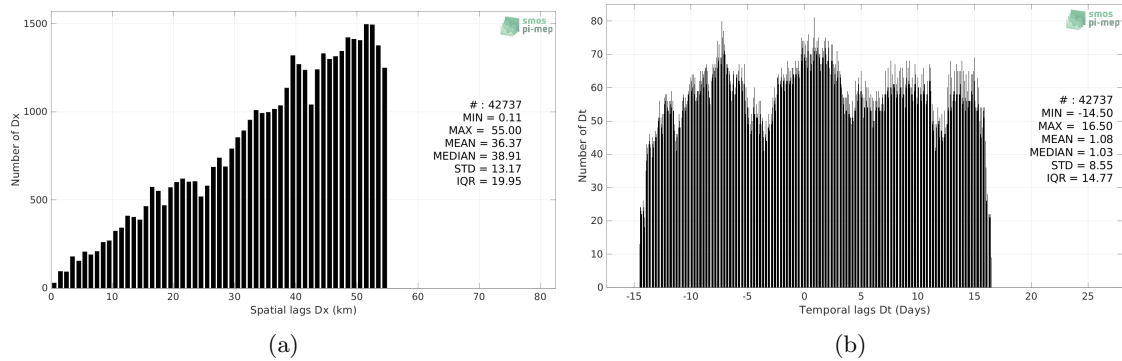 1500
1000
500
0
0
10
20
30
40
50
60
70
80
Number of Dx
Spatial lags Dx (km)
smos
pi-mep
# : 42737
MIN = 0.11
MAX = 55.00
MEAN = 36.37
MEDIAN = 38.91
STD = 13.17
IQR = 19.95
(a)
80
70
60
50
40
30
20
10
0
-15
-10
-5
0
5
10
15
20
25
Number of Dt
Temporal lags Dt (Days)
smos
pi-mep
# : 42737
MIN = -14.50
MAX = 16.50
MEAN = 1.08
MEDIAN = 1.03
STD = 8.55
IQR = 14.77
(b)